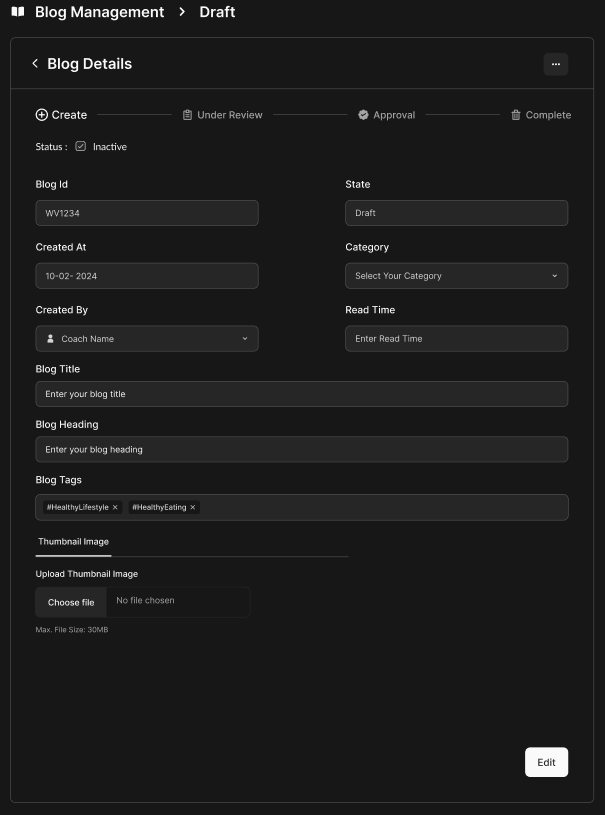 Blog Management > Draft
Blog Details
Create Under Review Approval Complete
Status : Inactive
Blog Id State
WV1234 Draft
Created At Category
10-02- 2024 Select Your Category
Created By Read Time
Coach Name Enter Read Time
Blog Title
Enter your blog title
Blog Heading
Enter your blog heading
Blog Tags
#HealthyLifestyle × #HealthyEating ×
Thumbnail Image
Upload Thumbnail Image
Choose file No file chosen
Max. File Size: 30MB
Edit